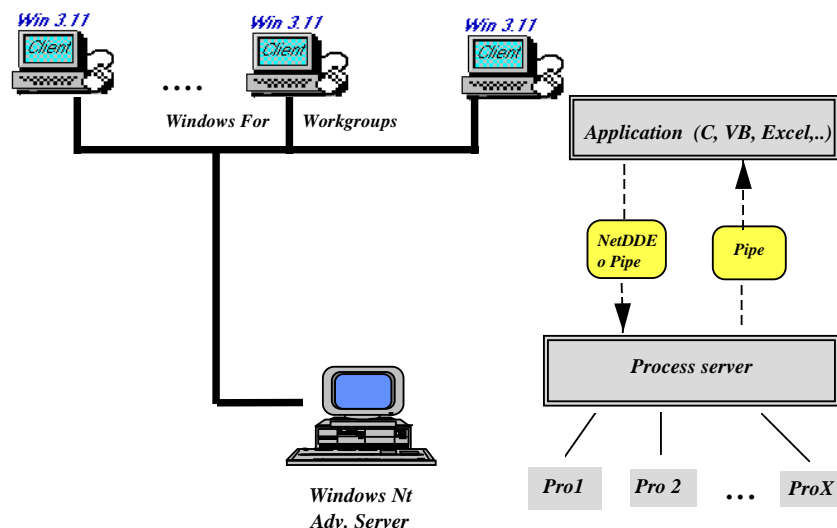 Win 3.11
Client
Win 3.11
Client
Win 3.11
Client
....
Windows For Workgroups
Application (C, VB, Excel,..)
NetDDE
o Pipe
Pipe
Process server
Pro1
Pro 2
...
ProX
Windows Nt
Adv. Server